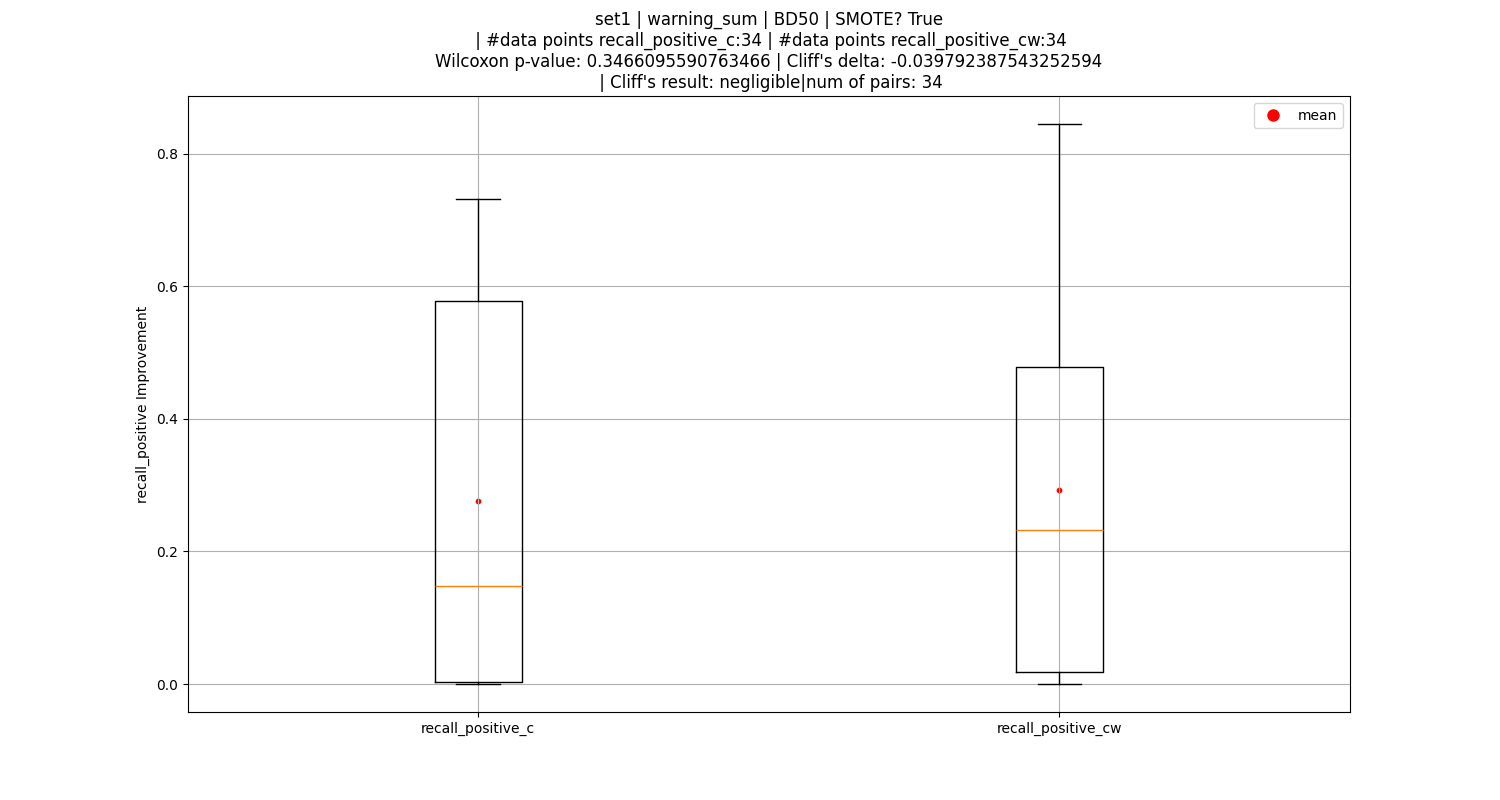 set1 | warning_sum | BD50 | SMOTE? True
| #data points recall_positive_c:34 | #data points recall_positive_cw:34
Wilcoxon p-value: 0.3466095590763466 | Cliff's delta: -0.039792387543252594
| Cliff's result: negligible|num of pairs: 34
mean
recall_positive Improvement
0.8
0.6
0.4
0.2
0.0
recall_positive_c
recall_positive_cw